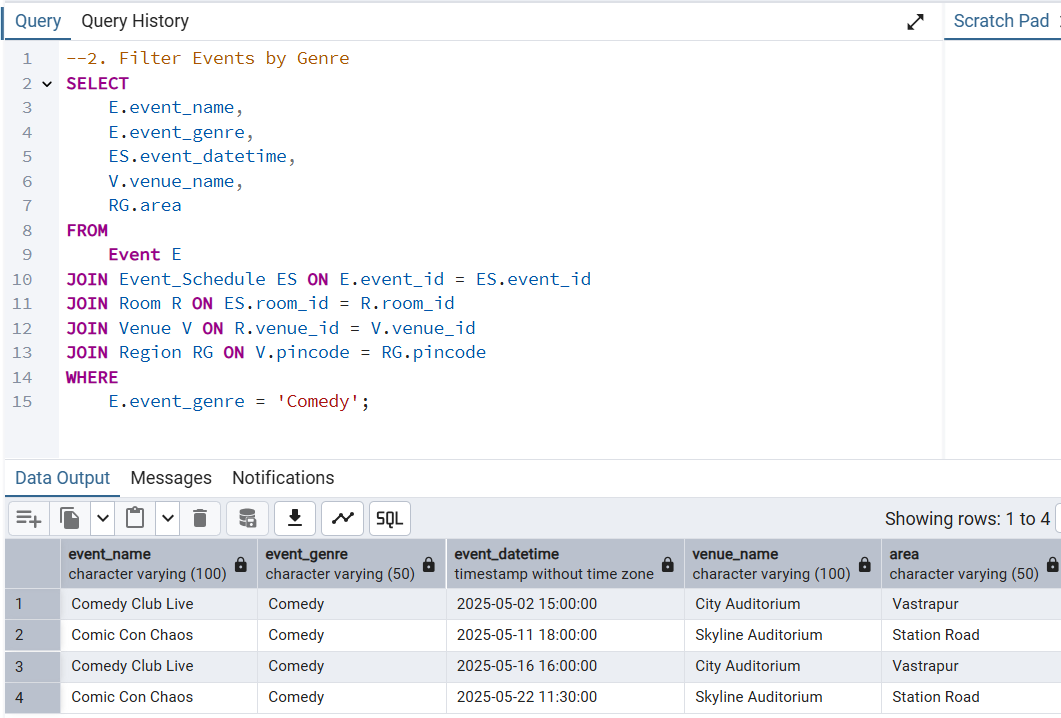 Query Query History Scratch Pad
1 --2. Filter Events by Genre
2 SELECT
3 E.event_name,
4 E.event_genre,
5 ES.event_datetime,
6 V.venue_name,
7 RG.area
8 FROM
9 Event E
10 JOIN Event_Schedule ES ON E.event_id = ES.event_id
11 JOIN Room R ON ES.room_id = R.room_id
12 JOIN Venue V ON R.venue_id = V.venue_id
13 JOIN Region RG ON V.pincode = RG.pincode
14 WHERE
15 E.event_genre = 'Comedy';
Data Output Messages Notifications
SQL Showing rows: 1 to 4
event_name event_genre event_datetime venue_name area
character varying (100) character varying (50) timestamp without time zone character varying (100) character varying (50)
1 Comedy Club Live Comedy 2025-05-02 15:00:00 City Auditorium Vastrapur
2 Comic Con Chaos Comedy 2025-05-11 18:00:00 Skyline Auditorium Station Road
3 Comedy Club Live Comedy 2025-05-16 16:00:00 City Auditorium Vastrapur
4 Comic Con Chaos Comedy 2025-05-22 11:30:00 Skyline Auditorium Station Road